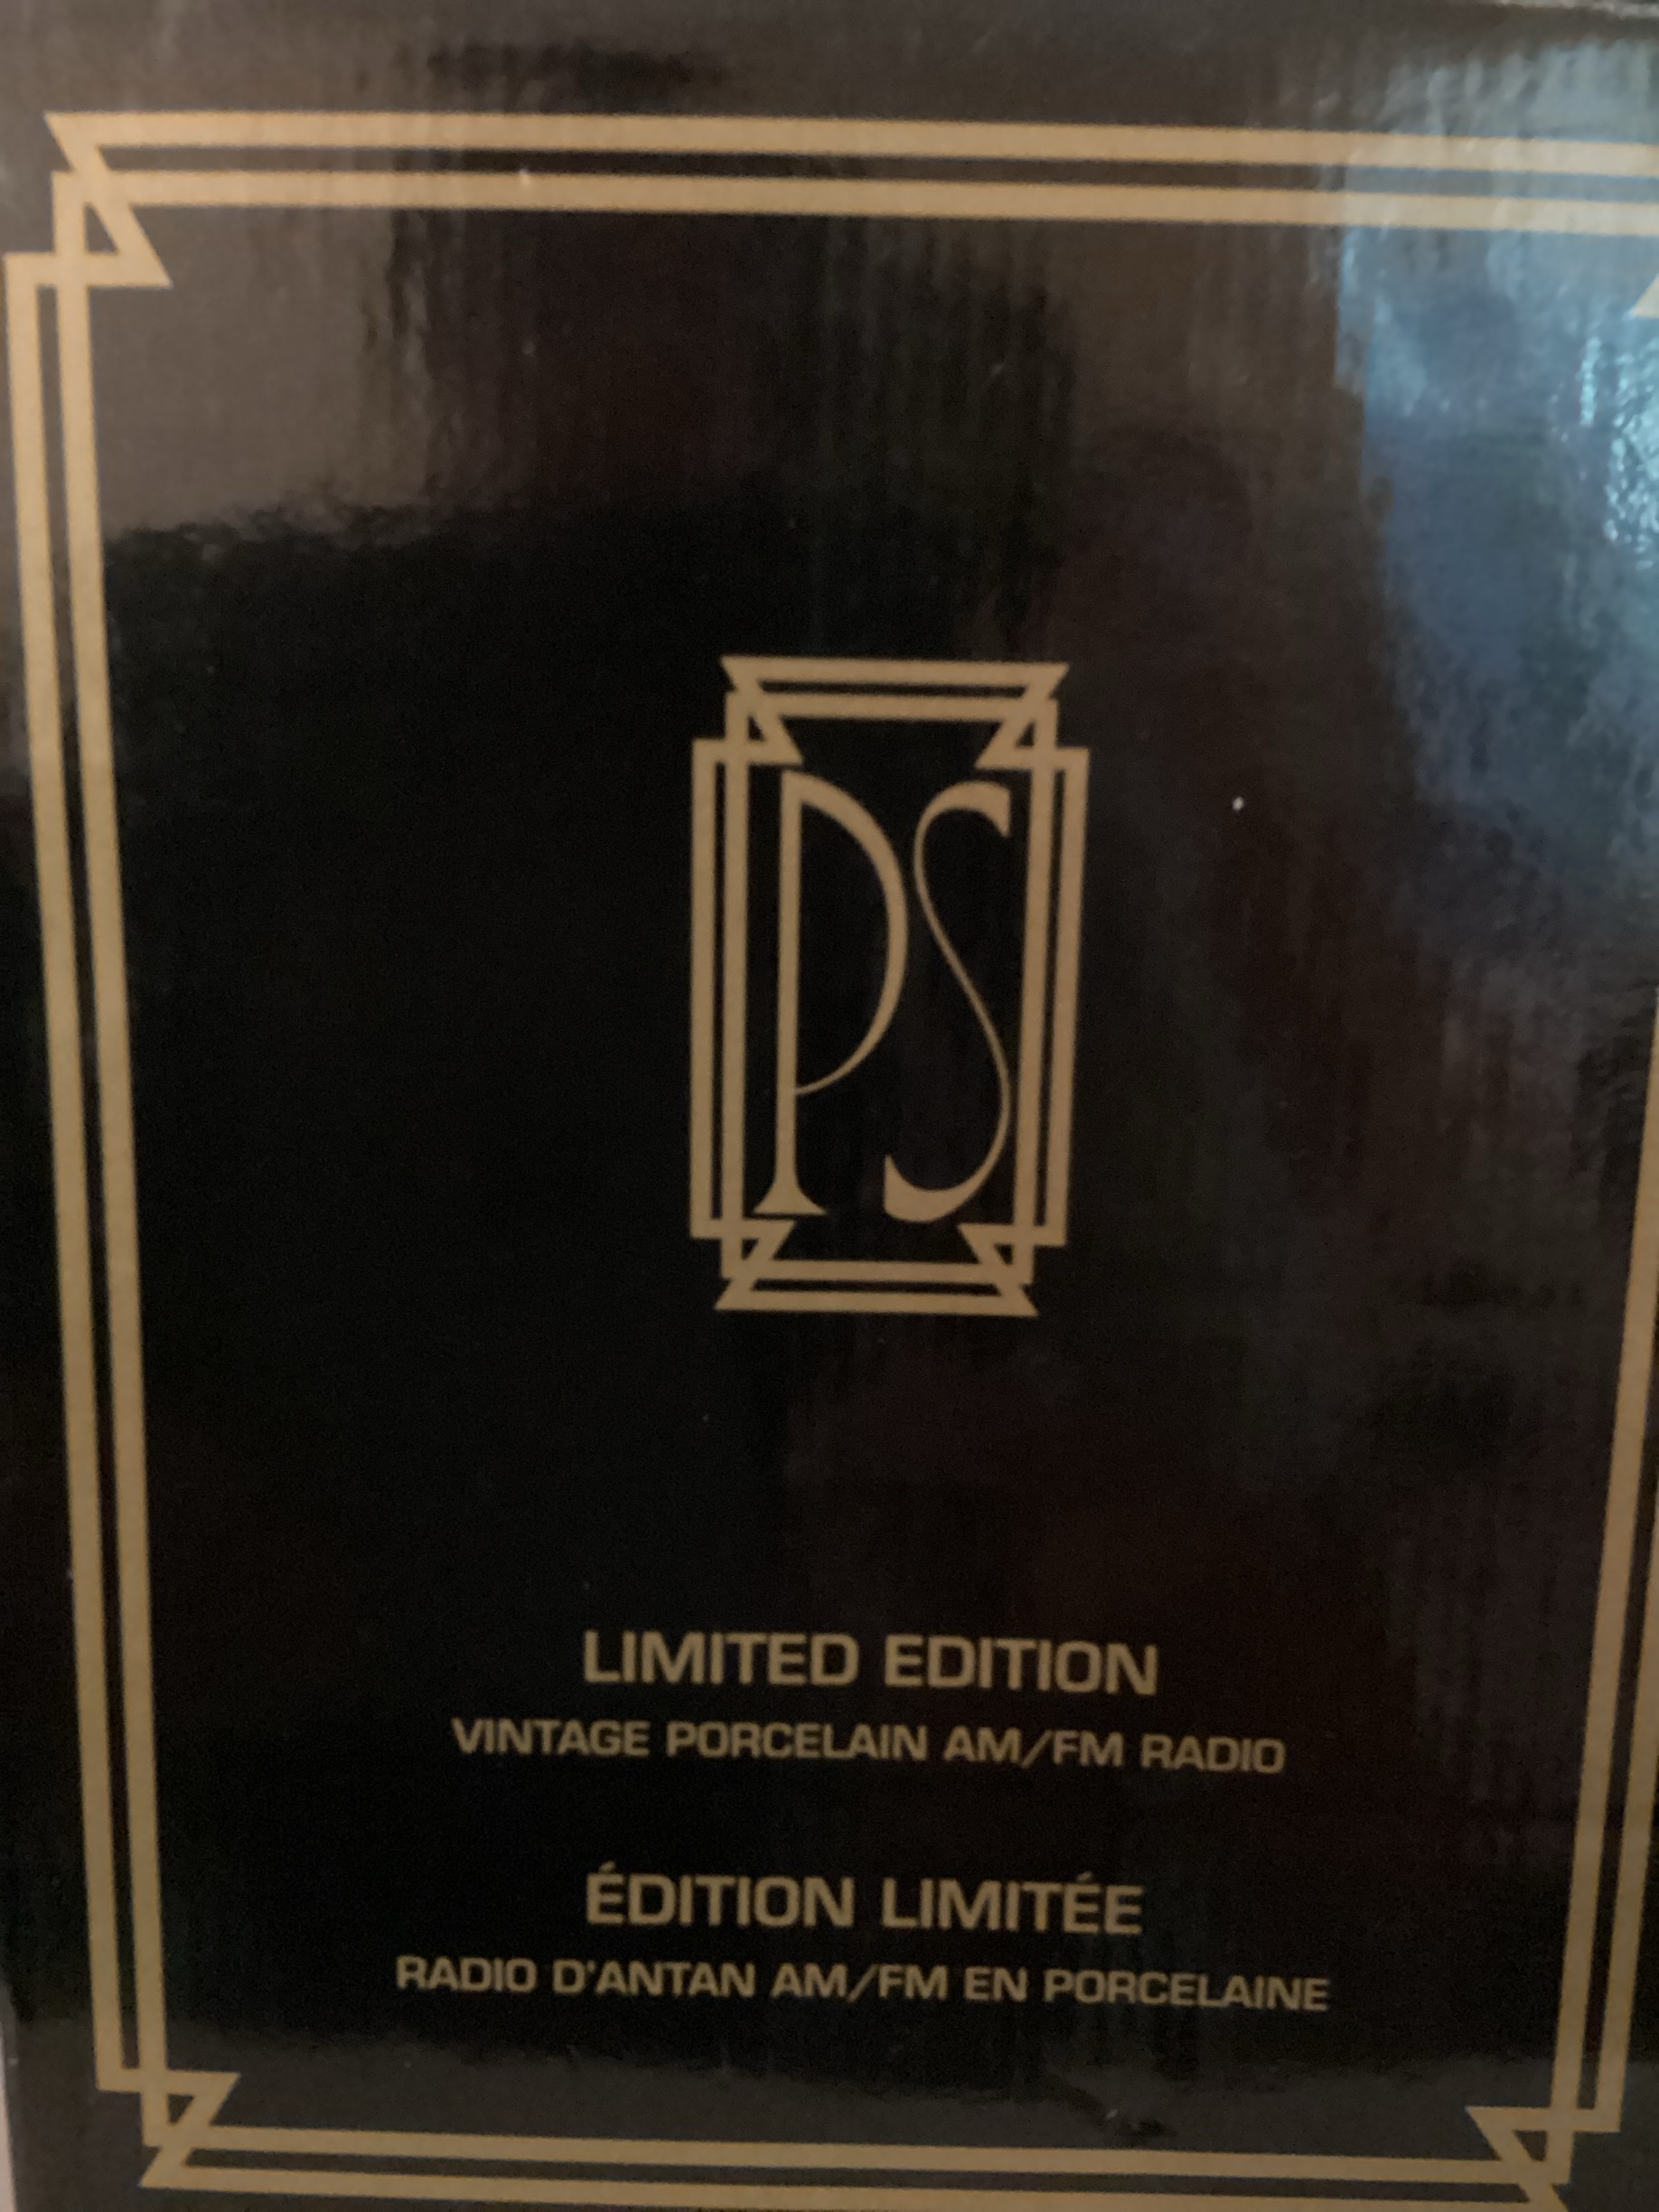 PS
LIMITED EDITION
VINTAGE PORCELAIN AM/FM RADIO
ÉDITION LIMITÉE
RADIO D'ANTAN AM/FM EN PORCELAINE